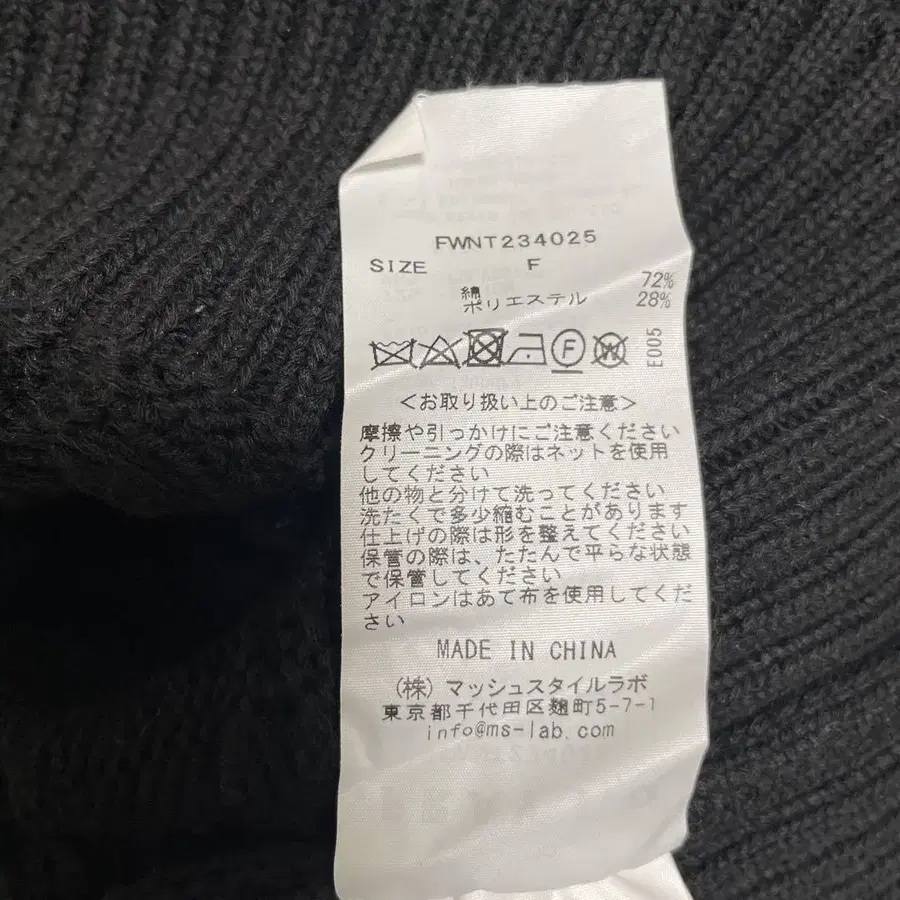 FWNT234025
SIZE F
綿 72%
ポリエステル 28%
F W E005
<お取り扱い上のご注意>
摩擦や引っかけにご注意ください
クリーニングの際はネットを使用
してください
他の物と分けて洗ってください
洗たくで多少縮むことがあります
仕上げの際は形を整えてください
保管の際は、たたんで平らな状態
で保管してください
アイロンはあて布を使用してくだ
さい
MADE IN CHINA
(株)マッシュスタイルラボ
東京都千代田区麹町5-7-1
info@ms-lab.com